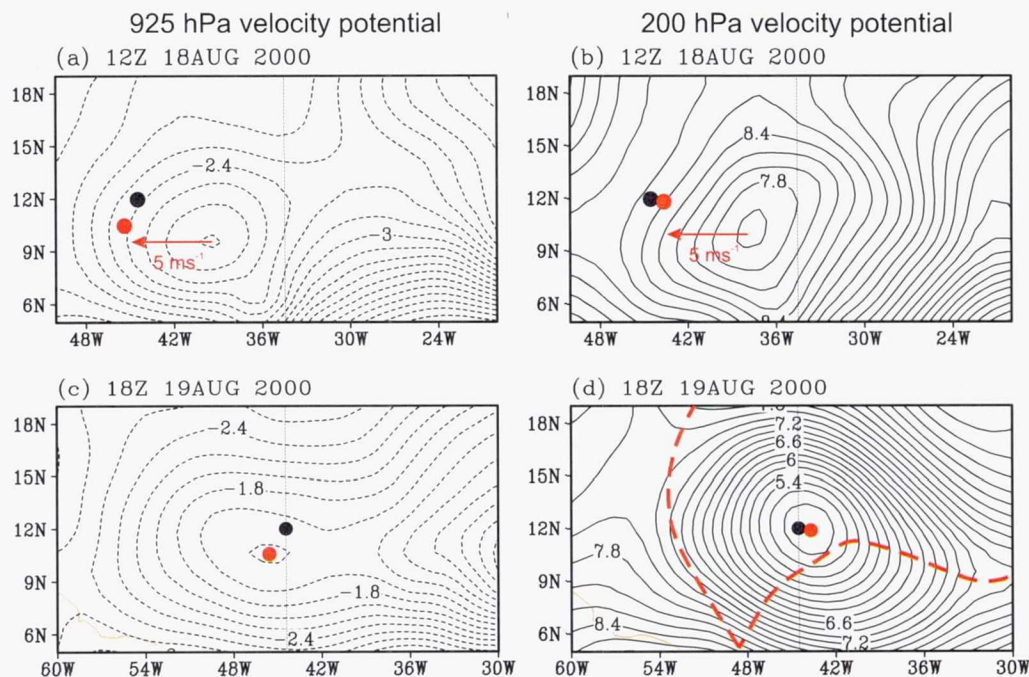 925 hPa velocity potential
200 hPa velocity potential
(a) 12Z 18AUG 2000
18N
15N
12N
9N
6N
-2.4
-3
5 ms⁻¹
48W 42W 36W 30W 24W
(b) 12Z 18AUG 2000
18N
15N
12N
9N
6N
8.4
7.8
5 ms⁻¹
8.4
48W 42W 36W 30W 24W
(c) 18Z 19AUG 2000
18N
15N
12N
9N
6N
-2.4
-1.8
-1.8
-2.4
60W 54W 48W 42W 36W 30W
(d) 18Z 19AUG 2000
18N
15N
12N
9N
6N
7.2
6.6
6
5.4
7.8
8.4
6.6
7.2
60W 54W 48W 42W 36W 30W